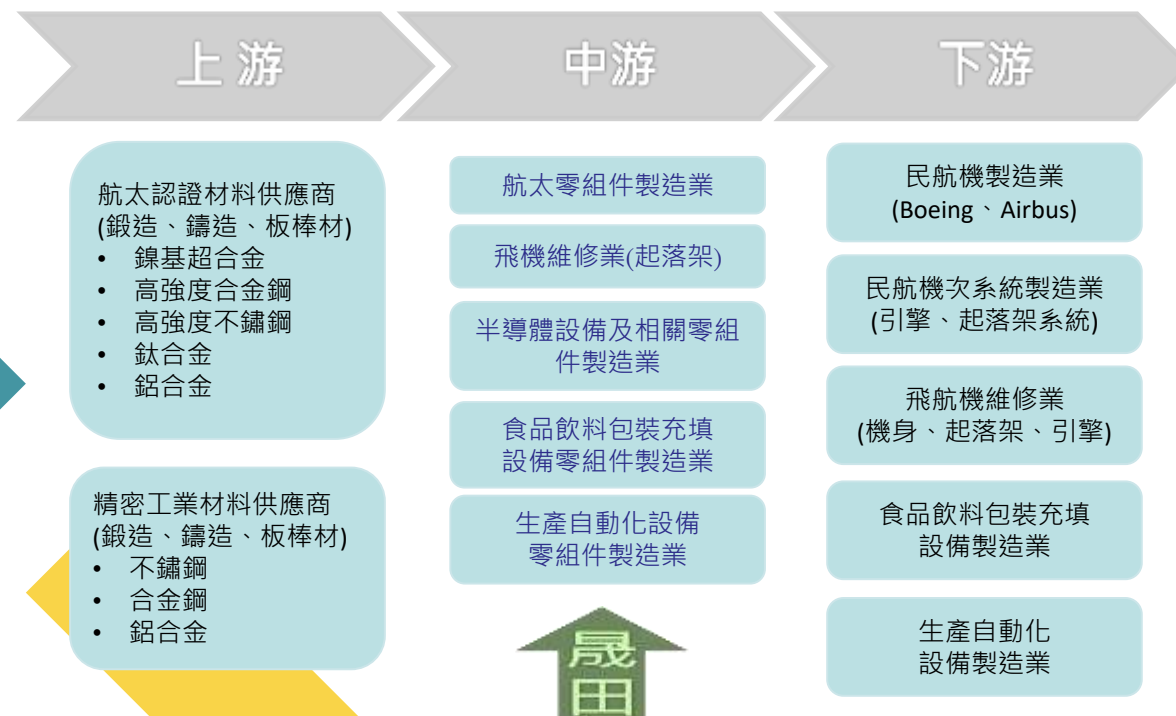 上游
中游
下游
航太認證材料供應商
(鍛造、鑄造、板棒材)
• 鎳基超合金
• 高強度合金鋼
• 高強度不鏽鋼
• 鈦合金
• 鋁合金
精密工業材料供應商
(鍛造、鑄造、板棒材)
• 不鏽鋼
• 合金鋼
• 鋁合金
航太零組件製造業
飛機維修業(起落架)
半導體設備及相關零組
件製造業
食品飲料包裝充填
設備零組件製造業
生產自動化設備
零組件製造業
晟
田
民航機製造業
(Boeing、Airbus)
民航機次系統製造業
(引擎、起落架系統)
飛航機維修業
(機身、起落架、引擎)
食品飲料包裝充填
設備製造業
生產自動化
設備製造業